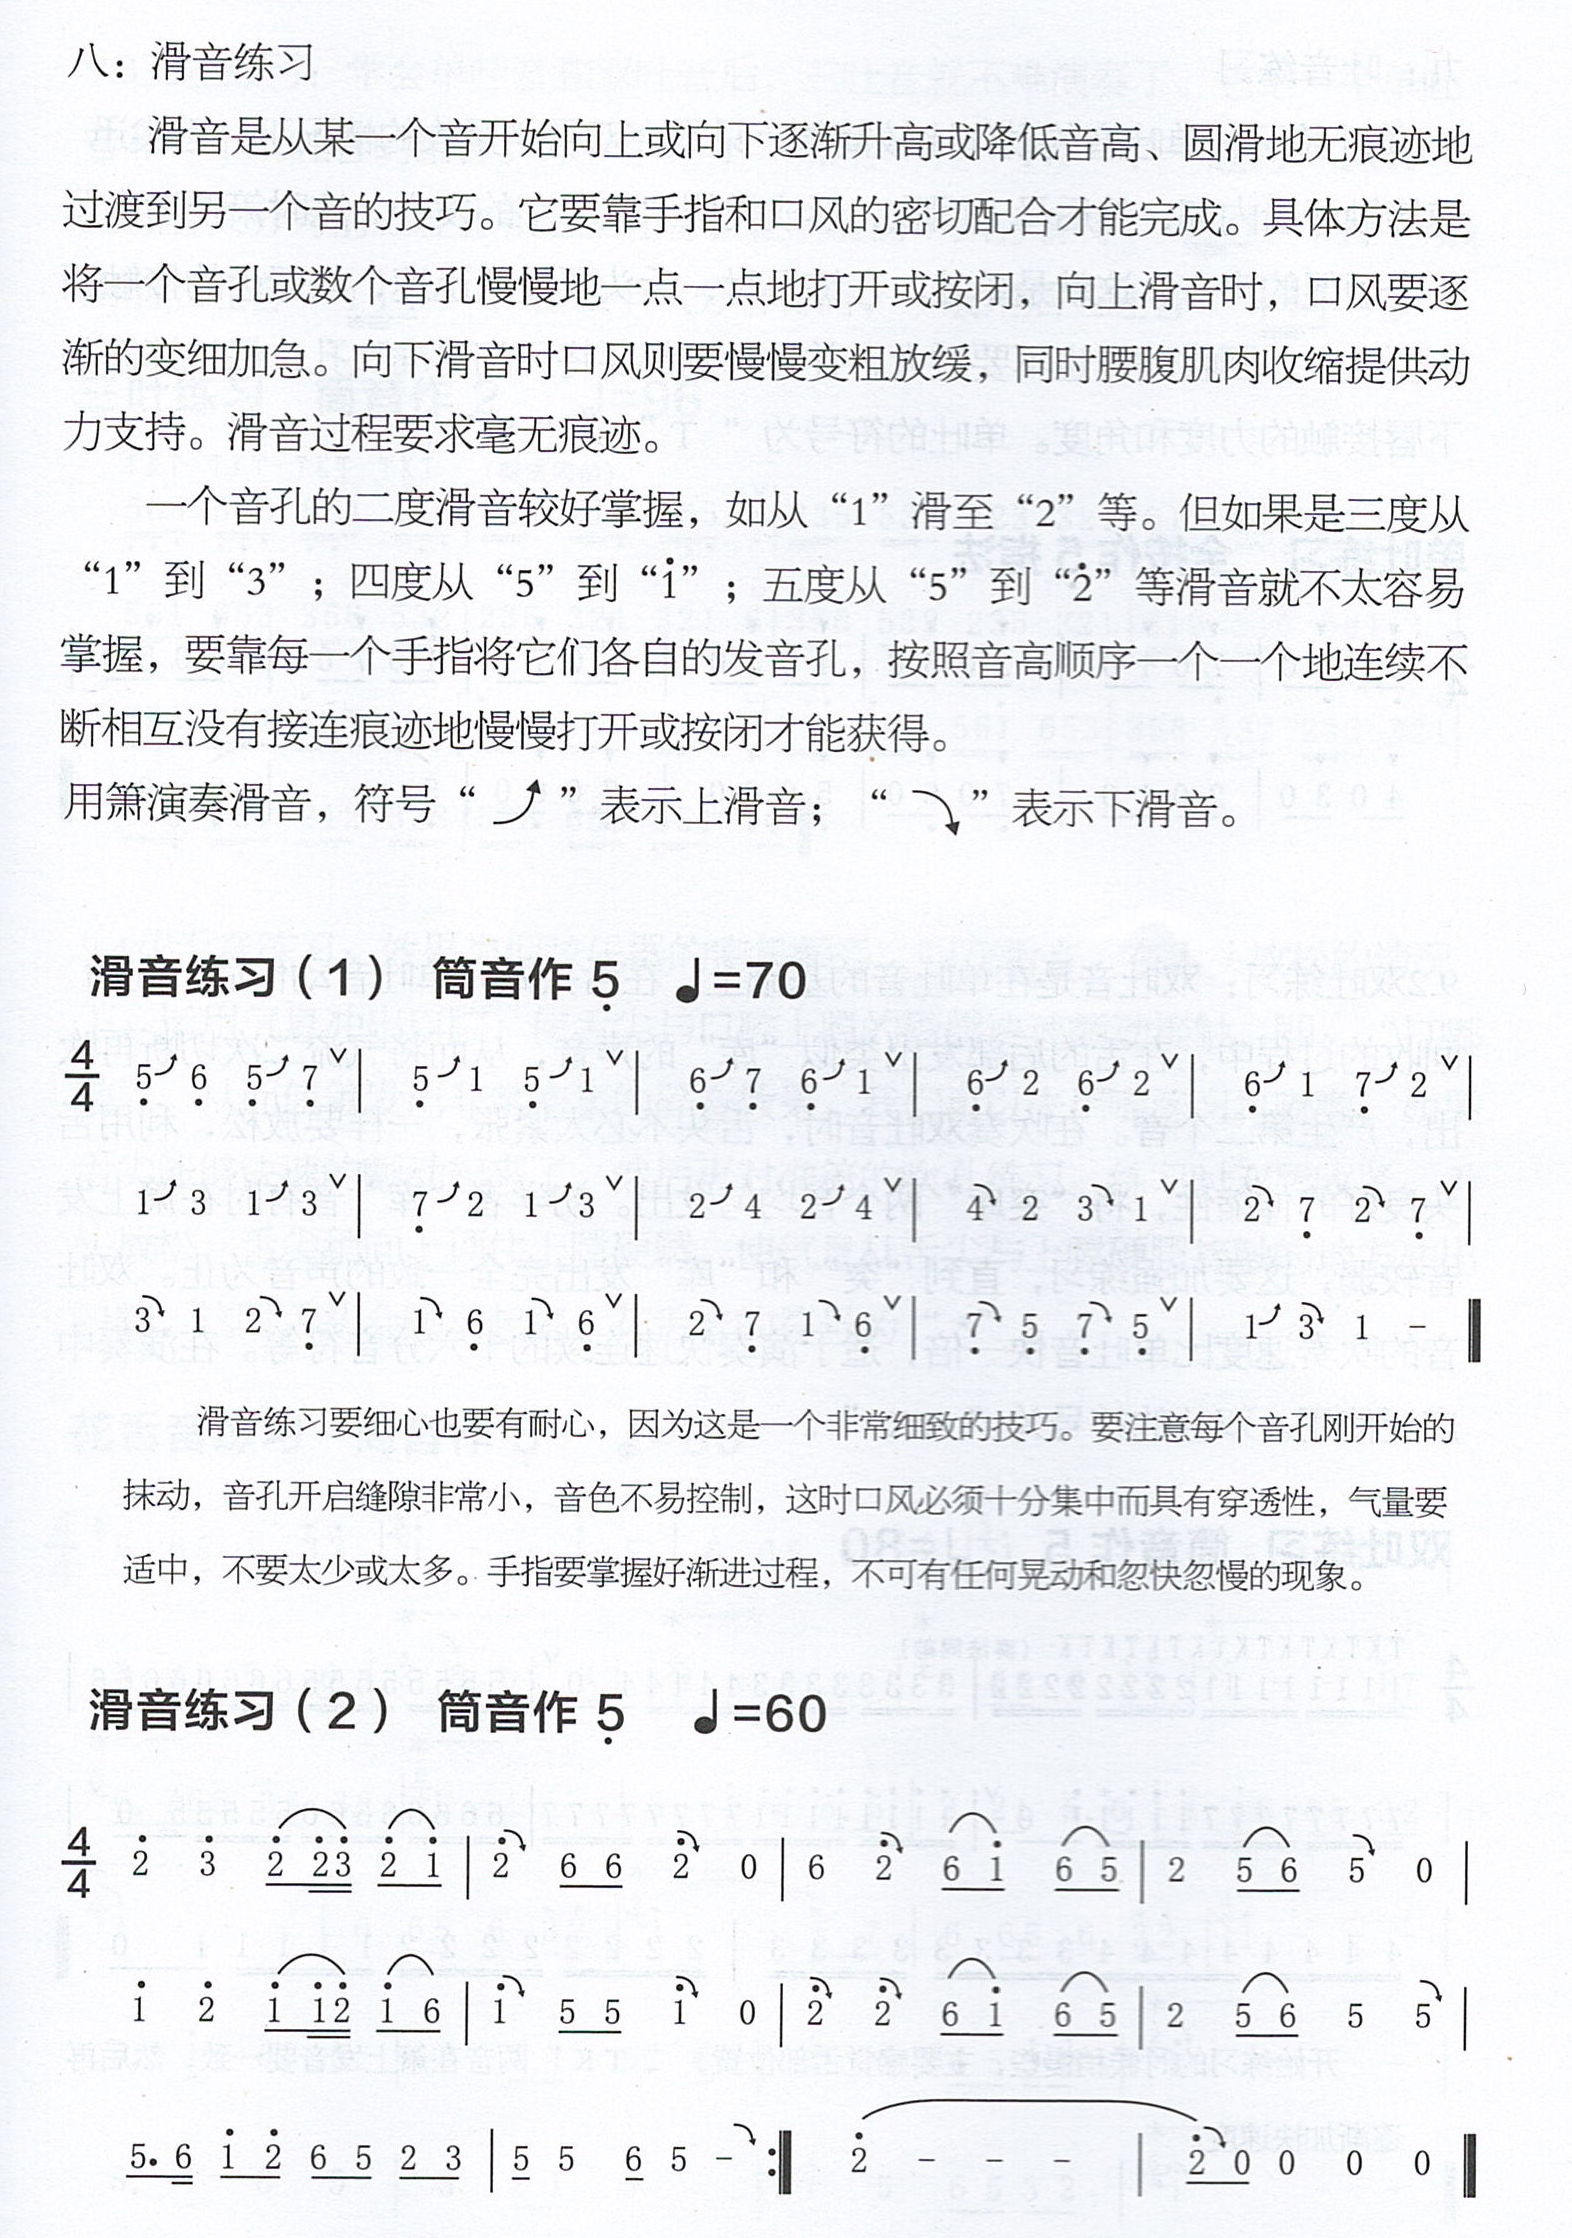 八：滑音练习
滑音是从某一个音开始向上或向下逐渐升高或降低音高、圆滑地无痕迹地
过渡到另一个音的技巧。它要靠手指和口风的密切配合才能完成。具体方法是
将一个音孔或数个音孔慢慢地一点一点地打开或按闭，向上滑音时，口风要逐
渐的变细加急。向下滑音时口风则要慢慢变粗放缓，同时腰腹肌肉收缩提供动
力支持。滑音过程要求毫无痕迹。
一个音孔的二度滑音较好掌握，如从“1”滑至“2”等。但如果是三度从
“1”到“3”；四度从“5”到“1̇”；五度从“5”到“2̇”等滑音就不太容易
掌握，要靠每一个手指将它们各自的发音孔，按照音高顺序一个一个地连续不
断相互没有接连痕迹地慢慢打开或按闭才能获得。
用箫演奏滑音，符号“⤴”表示上滑音；“⤵”表示下滑音。
滑音练习（1） 筒音作 5̣ ♩=70
4/4 5̣⤴ 6̣ 5̣⤴ 7̣ ∨ | 5̣⤴ 1 5̣⤴ 1 ∨ | 6̣⤴ 7̣ 6̣⤴ 1 ∨ | 6̣⤴ 2 6̣⤴ 2 ∨ | 6̣⤴ 1 7̣⤴ 2 ∨ |
1⤴ 3 1⤴ 3 ∨ | 7̣⤴ 2 1⤴ 3 ∨ | 2⤴ 4 2⤴ 4 ∨ | 4⤵ 2 3⤵ 1 ∨ | 2⤵ 7̣ 2⤵ 7̣ ∨ |
3⤵ 1 2⤵ 7̣ ∨ | 1⤵ 6̣ 1⤵ 6̣ ∨ | 2⤵ 7̣ 1⤵ 6̣ ∨ | 7̣⤵ 5̣ 7̣⤵ 5̣ ∨ | 1⤴ 3⤵ 1 - ‖
滑音练习要细心也要有耐心，因为这是一个非常细致的技巧。要注意每个音孔刚开始的
抹动，音孔开启缝隙非常小，音色不易控制，这时口风必须十分集中而具有穿透性，气量要
适中，不要太少或太多。手指要掌握好渐进过程，不可有任何晃动和忽快忽慢的现象。
滑音练习（2） 筒音作 5̣ ♩=60
4/4 2̇ 3̇ 2̇ 2̇3̇ 2̇ 1̇ | 2̇⤵ 6 6 2̇⤵ 0 | 6 2̇⤵ 6 1̇ 6 5 | 2 5 6 5⤵ 0 |
1̇ 2̇ 1̇ 1̇2̇ 1̇ 6 | 1̇⤵ 5 5 1̇⤵ 0 | 2̇⤵ 2̇⤵ 6 1̇ 6 5 | 2 5 6 5 5⤵ |
5. 6 1̇ 2̇ 6 5 2 3 | 5 5 6 5 -⤵ :‖ 2̇ - - - | 2̇⤵ 0 0 0 0 ‖